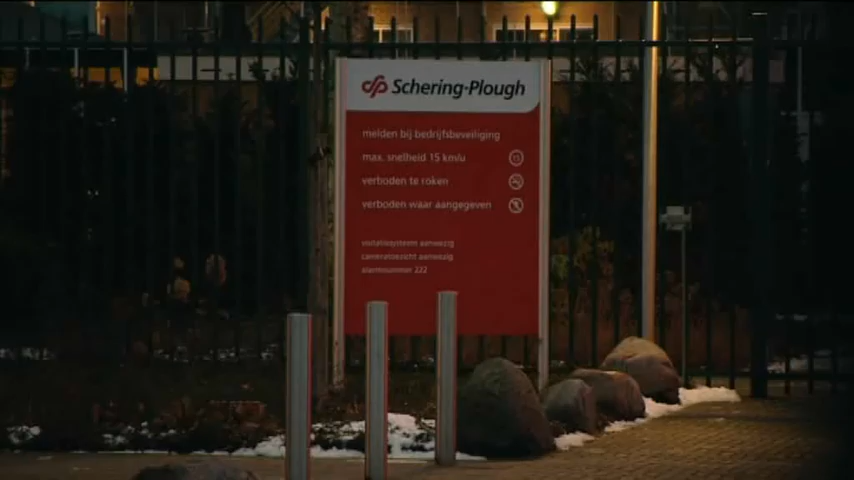 Schering-Plough
melden bij bedrijfsbeveiliging
max. snelheid 15 km/u
15
verboden te roken
verboden waar aangegeven
visitatiesysteem aanwezig
cameratoezicht aanwezig
alarmnummer 222